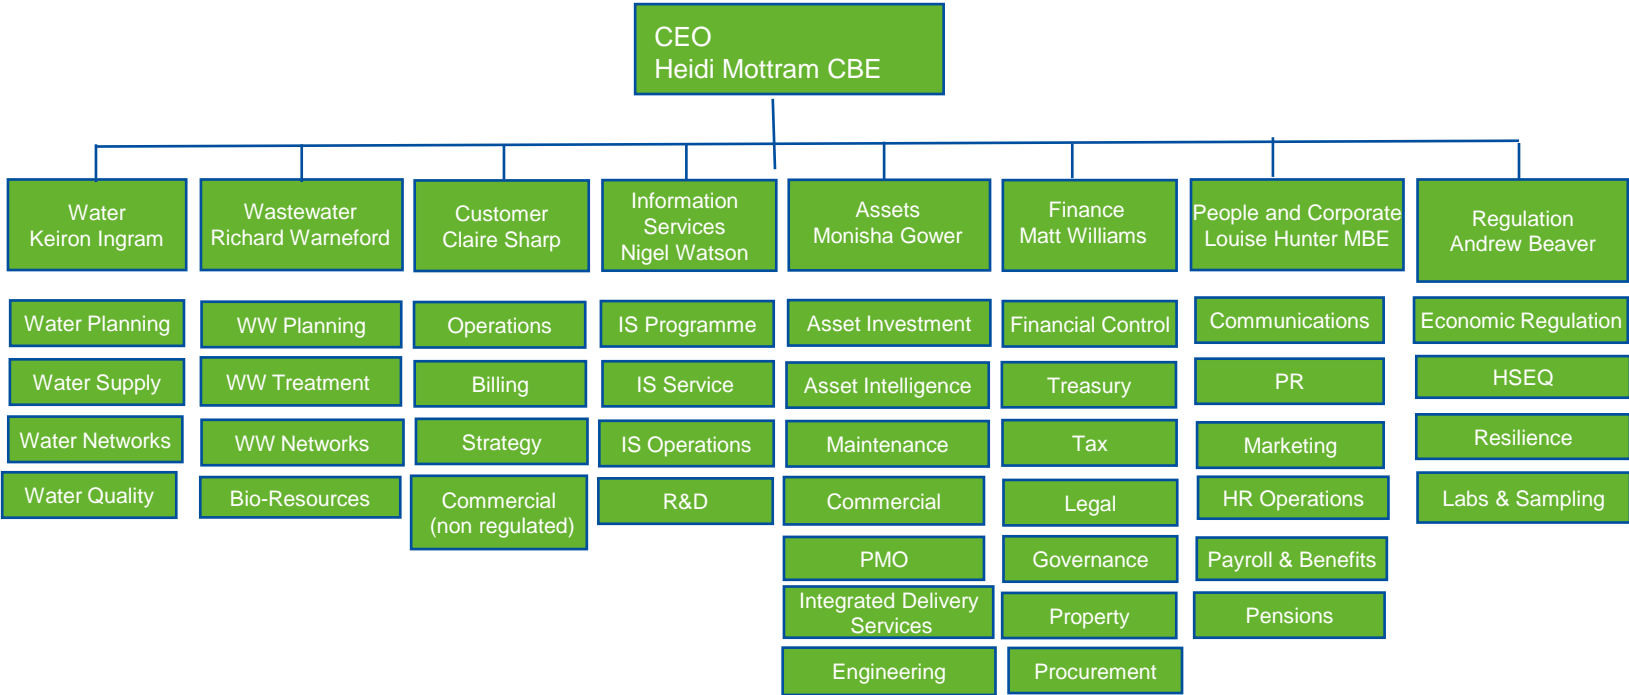 CEO
Heidi Mottram CBE
Water
Keiron Ingram
Wastewater
Richard Warneford
Customer
Claire Sharp
Information
Services
Nigel Watson
Assets
Monisha Gower
Finance
Matt Williams
People and Corporate
Louise Hunter MBE
Regulation
Andrew Beaver
Water Planning
WW Planning
Operations
IS Programme
Asset Investment
Financial Control
Communications
Economic Regulation
Water Supply
WW Treatment
Billing
IS Service
Asset Intelligence
Treasury
PR
HSEQ
Water Networks
WW Networks
Strategy
IS Operations
Maintenance
Tax
Marketing
Resilience
Water Quality
Bio-Resources
Commercial
(non regulated)
R&D
Commercial
Legal
HR Operations
Labs & Sampling
PMO
Governance
Payroll & Benefits
Integrated Delivery
Services
Property
Pensions
Engineering
Procurement